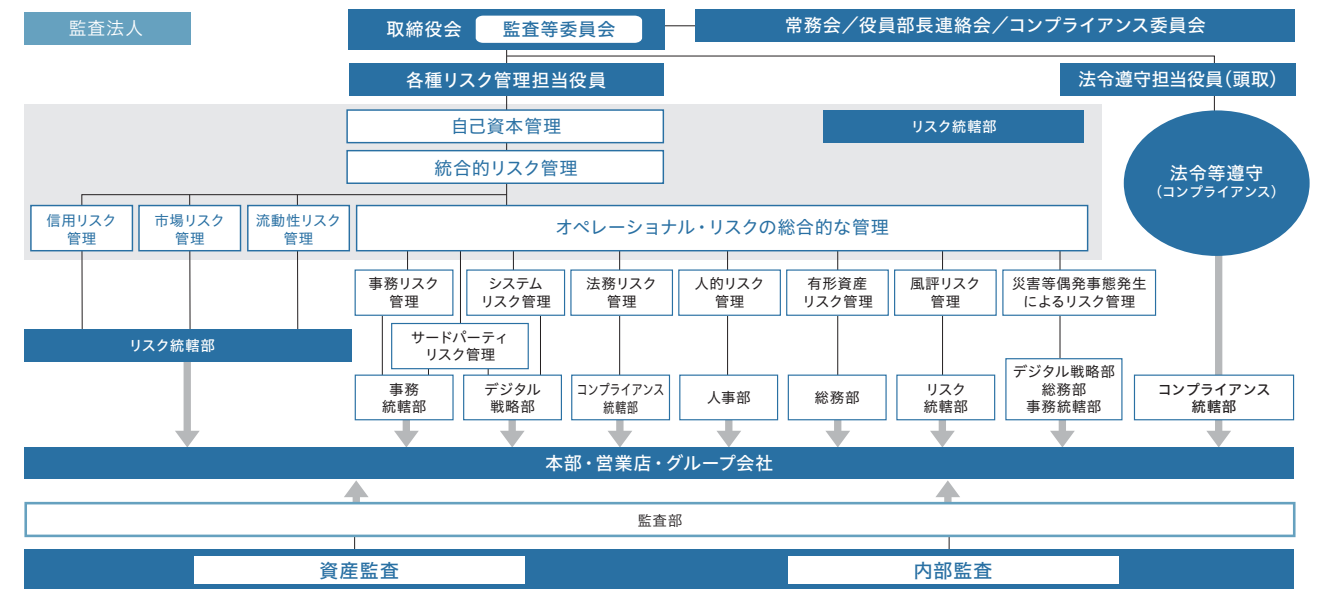 監査法人
取締役会
監査等委員会
常務会／役員部長連絡会／コンプライアンス委員会
各種リスク管理担当役員
法令遵守担当役員（頭取）
自己資本管理
リスク統轄部
統合的リスク管理
法令等遵守
（コンプライアンス）
信用リスク
管理
市場リスク
管理
流動性リスク
管理
オペレーショナル・リスクの総合的な管理
事務リスク
管理
システム
リスク管理
法務リスク
管理
人的リスク
管理
有形資産
リスク管理
風評リスク
管理
災害等偶発事態発生
によるリスク管理
サードパーティ
リスク管理
リスク統轄部
事務
統轄部
デジタル
戦略部
コンプライアンス
統轄部
人事部
総務部
リスク
統轄部
デジタル戦略部
総務部
事務統轄部
コンプライアンス
統轄部
本部・営業店・グループ会社
監査部
資産監査
内部監査